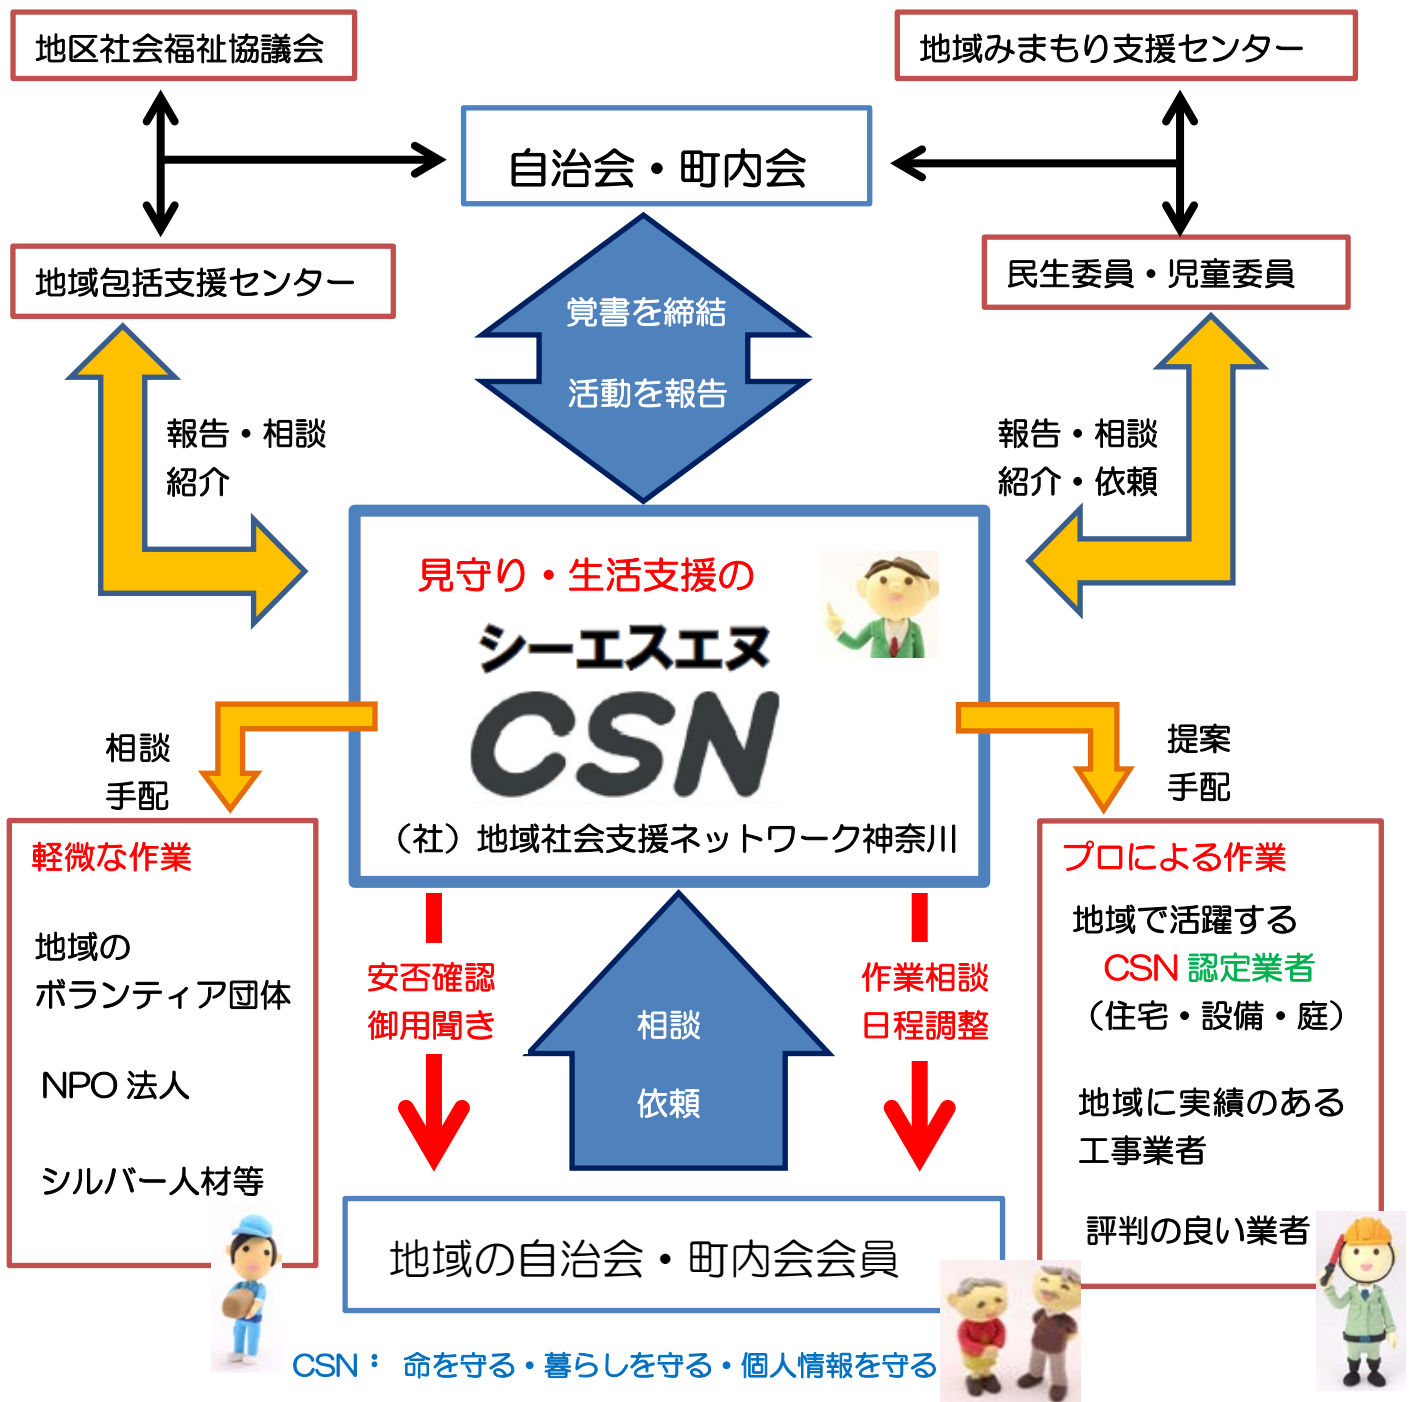 地区社会福祉協議会
地域みまもり支援センター
自治会・町内会
地域包括支援センター
民生委員・児童委員
覚書を締結
活動を報告
報告・相談
紹介
報告・相談
紹介・依頼
見守り・生活支援の
シーエスエヌ
CSN
（社）地域社会支援ネットワーク神奈川
相談
手配
提案
手配
軽微な作業
地域の
ボランティア団体
NPO 法人
シルバー人材等
プロによる作業
地域で活躍する
CSN 認定業者
（住宅・設備・庭）
地域に実績のある
工事業者
評判の良い業者
安否確認
御用聞き
相談
依頼
作業相談
日程調整
地域の自治会・町内会会員
CSN： 命を守る・暮らしを守る・個人情報を守る